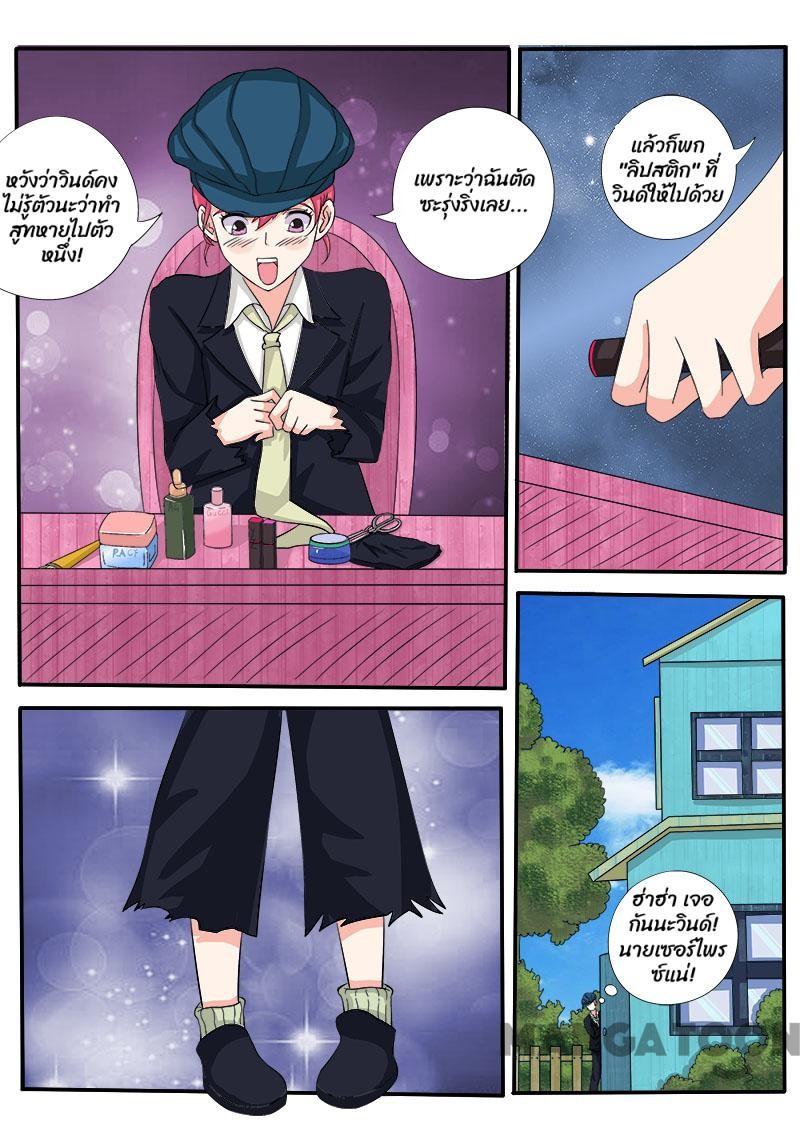 หวังว่าวินด์คง
ไม่รู้ตัวนะว่าทำ
สูทหายไปตัว
หนึ่ง!
เพราะว่าฉันตัด
ซะรุ่งริ่งเลย...
แล้วก็พก
"ลิปสติก" ที่
วินด์ให้ไปด้วย
GUCCI
ฮ่าฮ่า เจอ
กันนะวินด์!
นายเซอร์ไพร
ซ์แน่!
MANGATOON